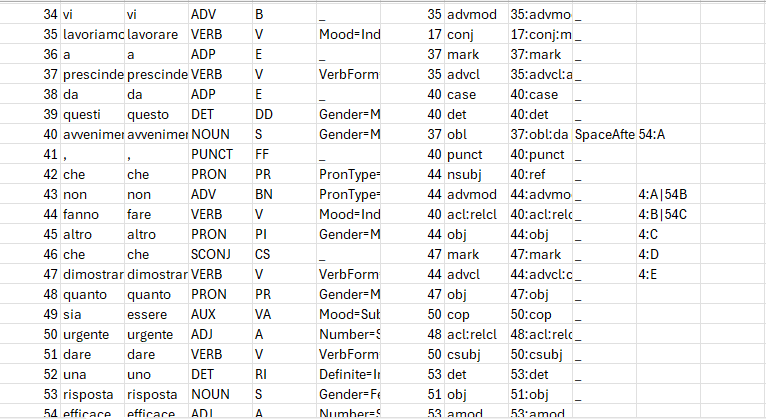 34 vi vi ADV B _ 35 advmod 35:advmo _
35 lavoriamo lavorare VERB V Mood=Ind 17 conj 17:conj:m _
36 a a ADP E _ 37 mark 37:mark _
37 prescinde prescinde VERB V VerbForm 35 advcl 35:advcl:a _
38 da da ADP E _ 40 case 40:case _
39 questi questo DET DD Gender=M 40 det 40:det _
40 avvenimer avvenimer NOUN S Gender=M 37 obl 37:obl:da SpaceAfte 54:A
41 , , PUNCT FF _ 40 punct 40:punct _
42 che che PRON PR PronType= 44 nsubj 40:ref _
43 non non ADV BN PronType= 44 advmod 44:advmo _ 4:A|54B
44 fanno fare VERB V Mood=Ind 40 acl:relcl 40:acl:relc _ 4:B|54C
45 altro altro PRON PI Gender=M 44 obj 44:obj _ 4:C
46 che che SCONJ CS _ 47 mark 47:mark _ 4:D
47 dimostrar dimostrar VERB V VerbForm 44 advcl 44:advcl:c _ 4:E
48 quanto quanto PRON PR Gender=M 47 obj 47:obj _
49 sia essere AUX VA Mood=Sub 50 cop 50:cop _
50 urgente urgente ADJ A Number=S 48 acl:relcl 48:acl:relc _
51 dare dare VERB V VerbForm 50 csubj 50:csubj _
52 una uno DET RI Definite=I 53 det 53:det _
53 risposta risposta NOUN S Gender=Fe 51 obj 51:obj _
54 efficace efficace ADJ A Number=S 53 amod 53:amod _